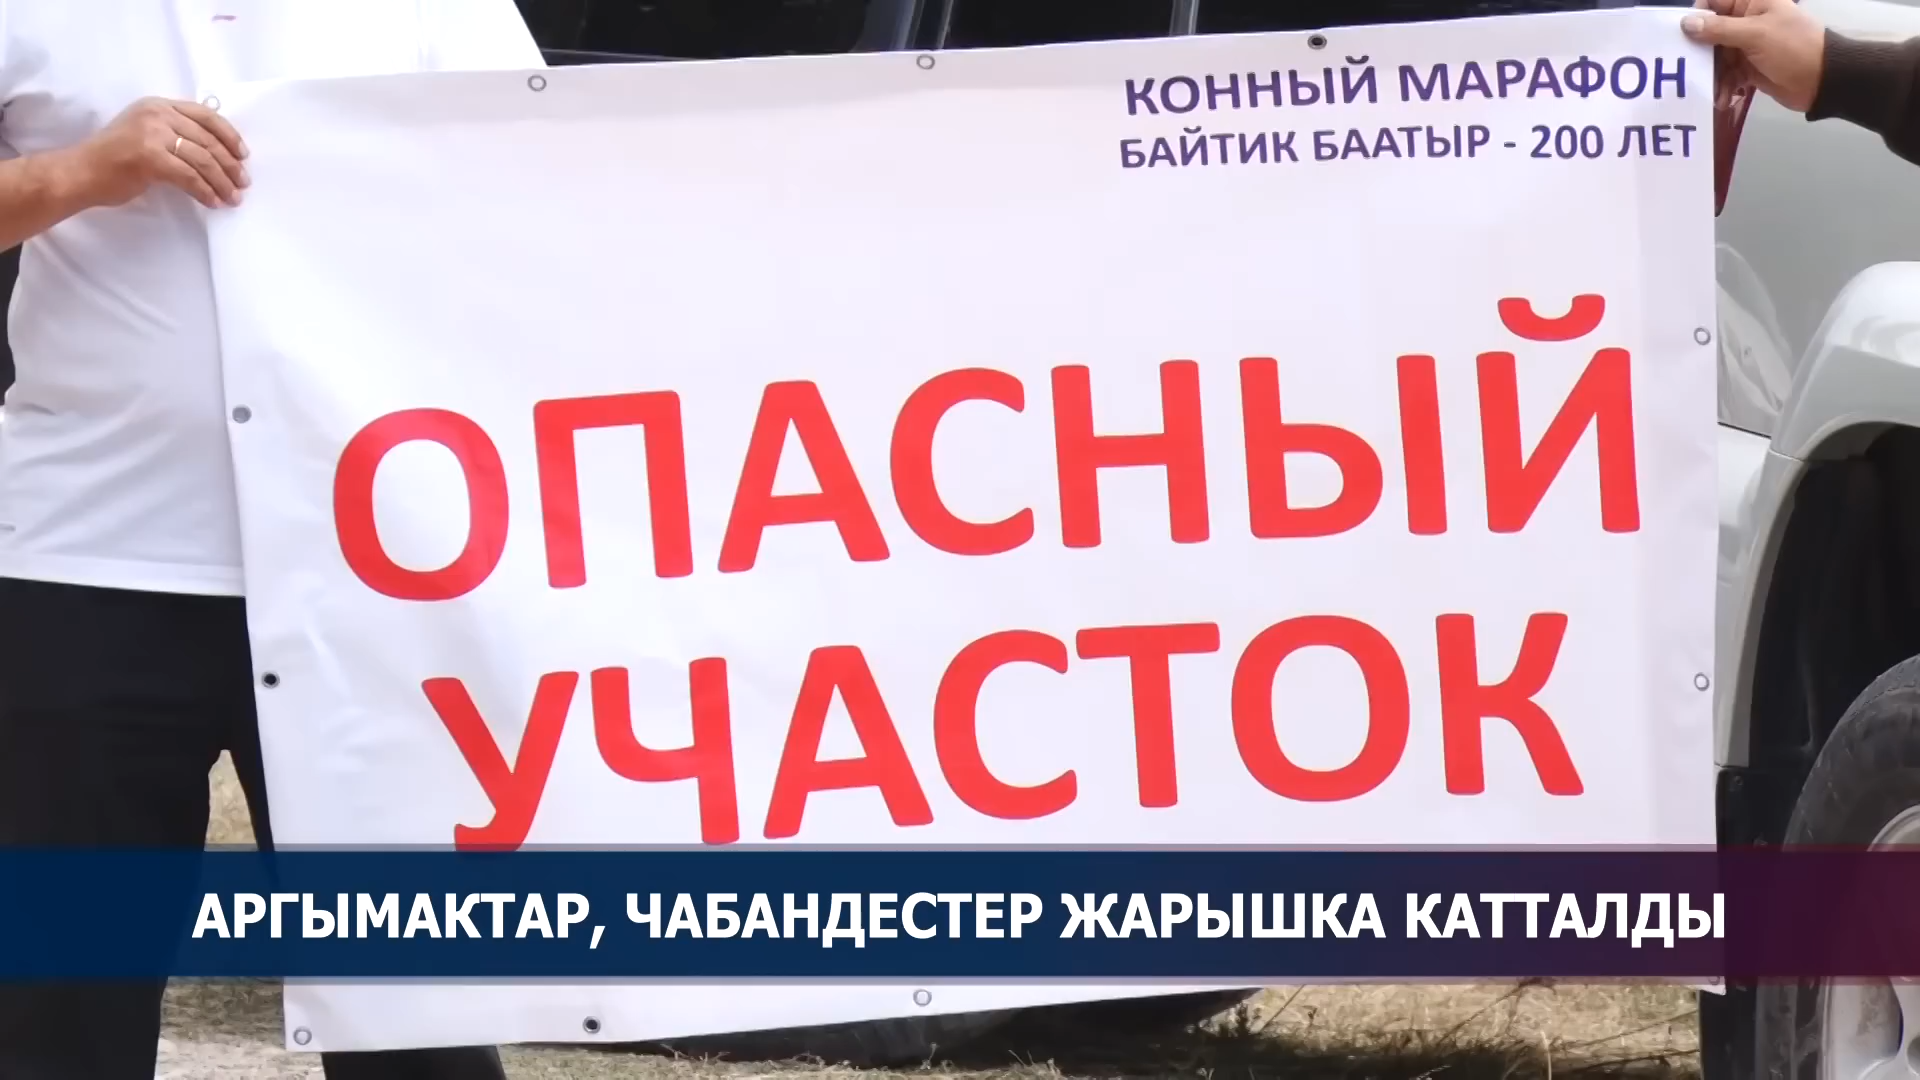 КОННЫЙ МАРАФОН
БАЙТИК БААТЫР - 200 ЛЕТ
ОПАСНЫЙ
УЧАСТОК
АРГЫМАКТАР, ЧАБАНДЕСТЕР ЖАРЫШКА КАТТАЛДЫ